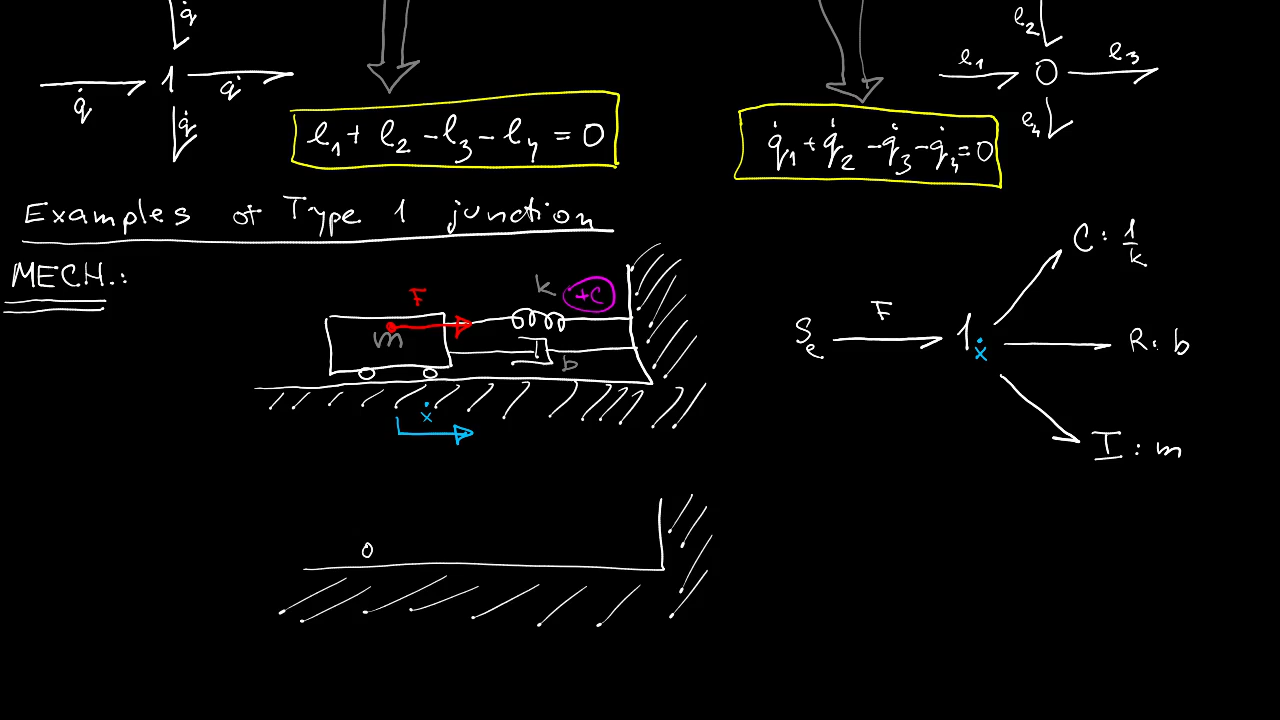 q̇
1
q̇
q̇
q̇
e₁ + e₂ - e₃ - e₄ = 0
e₂
e₁
0
e₃
e₄
q̇₁ + q̇₂ - q̇₃ - q̇₄ = 0
Examples of Type 1 junction
MECH.:
F
k
+C
m
b
ẋ
C : 1/k
Se
F
1ẋ
R : b
I : m